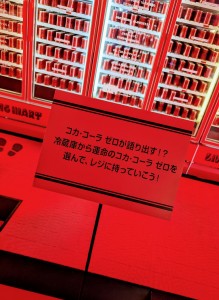 コカ・コーラ ゼロが語り出す！？
冷蔵庫から運命のコカ・コーラ ゼロを
選んで、レジに持っていこう！
MART